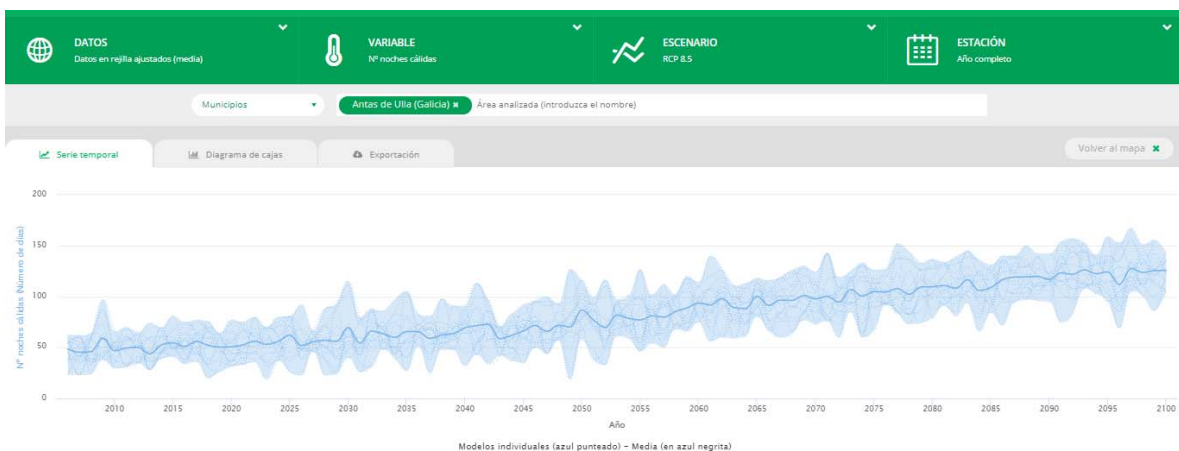 DATOS
Datos en rejilla ajustados (media)
VARIABLE
Nº noches cálidas
ESCENARIO
RCP 8.5
ESTACIÓN
Año completo
Municipios
Antas de Ulla (Galicia) ×
Área analizada (introduzca el nombre)
Serie temporal
Diagrama de cajas
Exportación
Volver al mapa ×
Nº noches cálidas (Número de días)
200
150
100
50
0
2010 2015 2020 2025 2030 2035 2040 2045 2050 2055 2060 2065 2070 2075 2080 2085 2090 2095 2100
Año
Modelos individuales (azul punteado) – Media (en azul negrita)